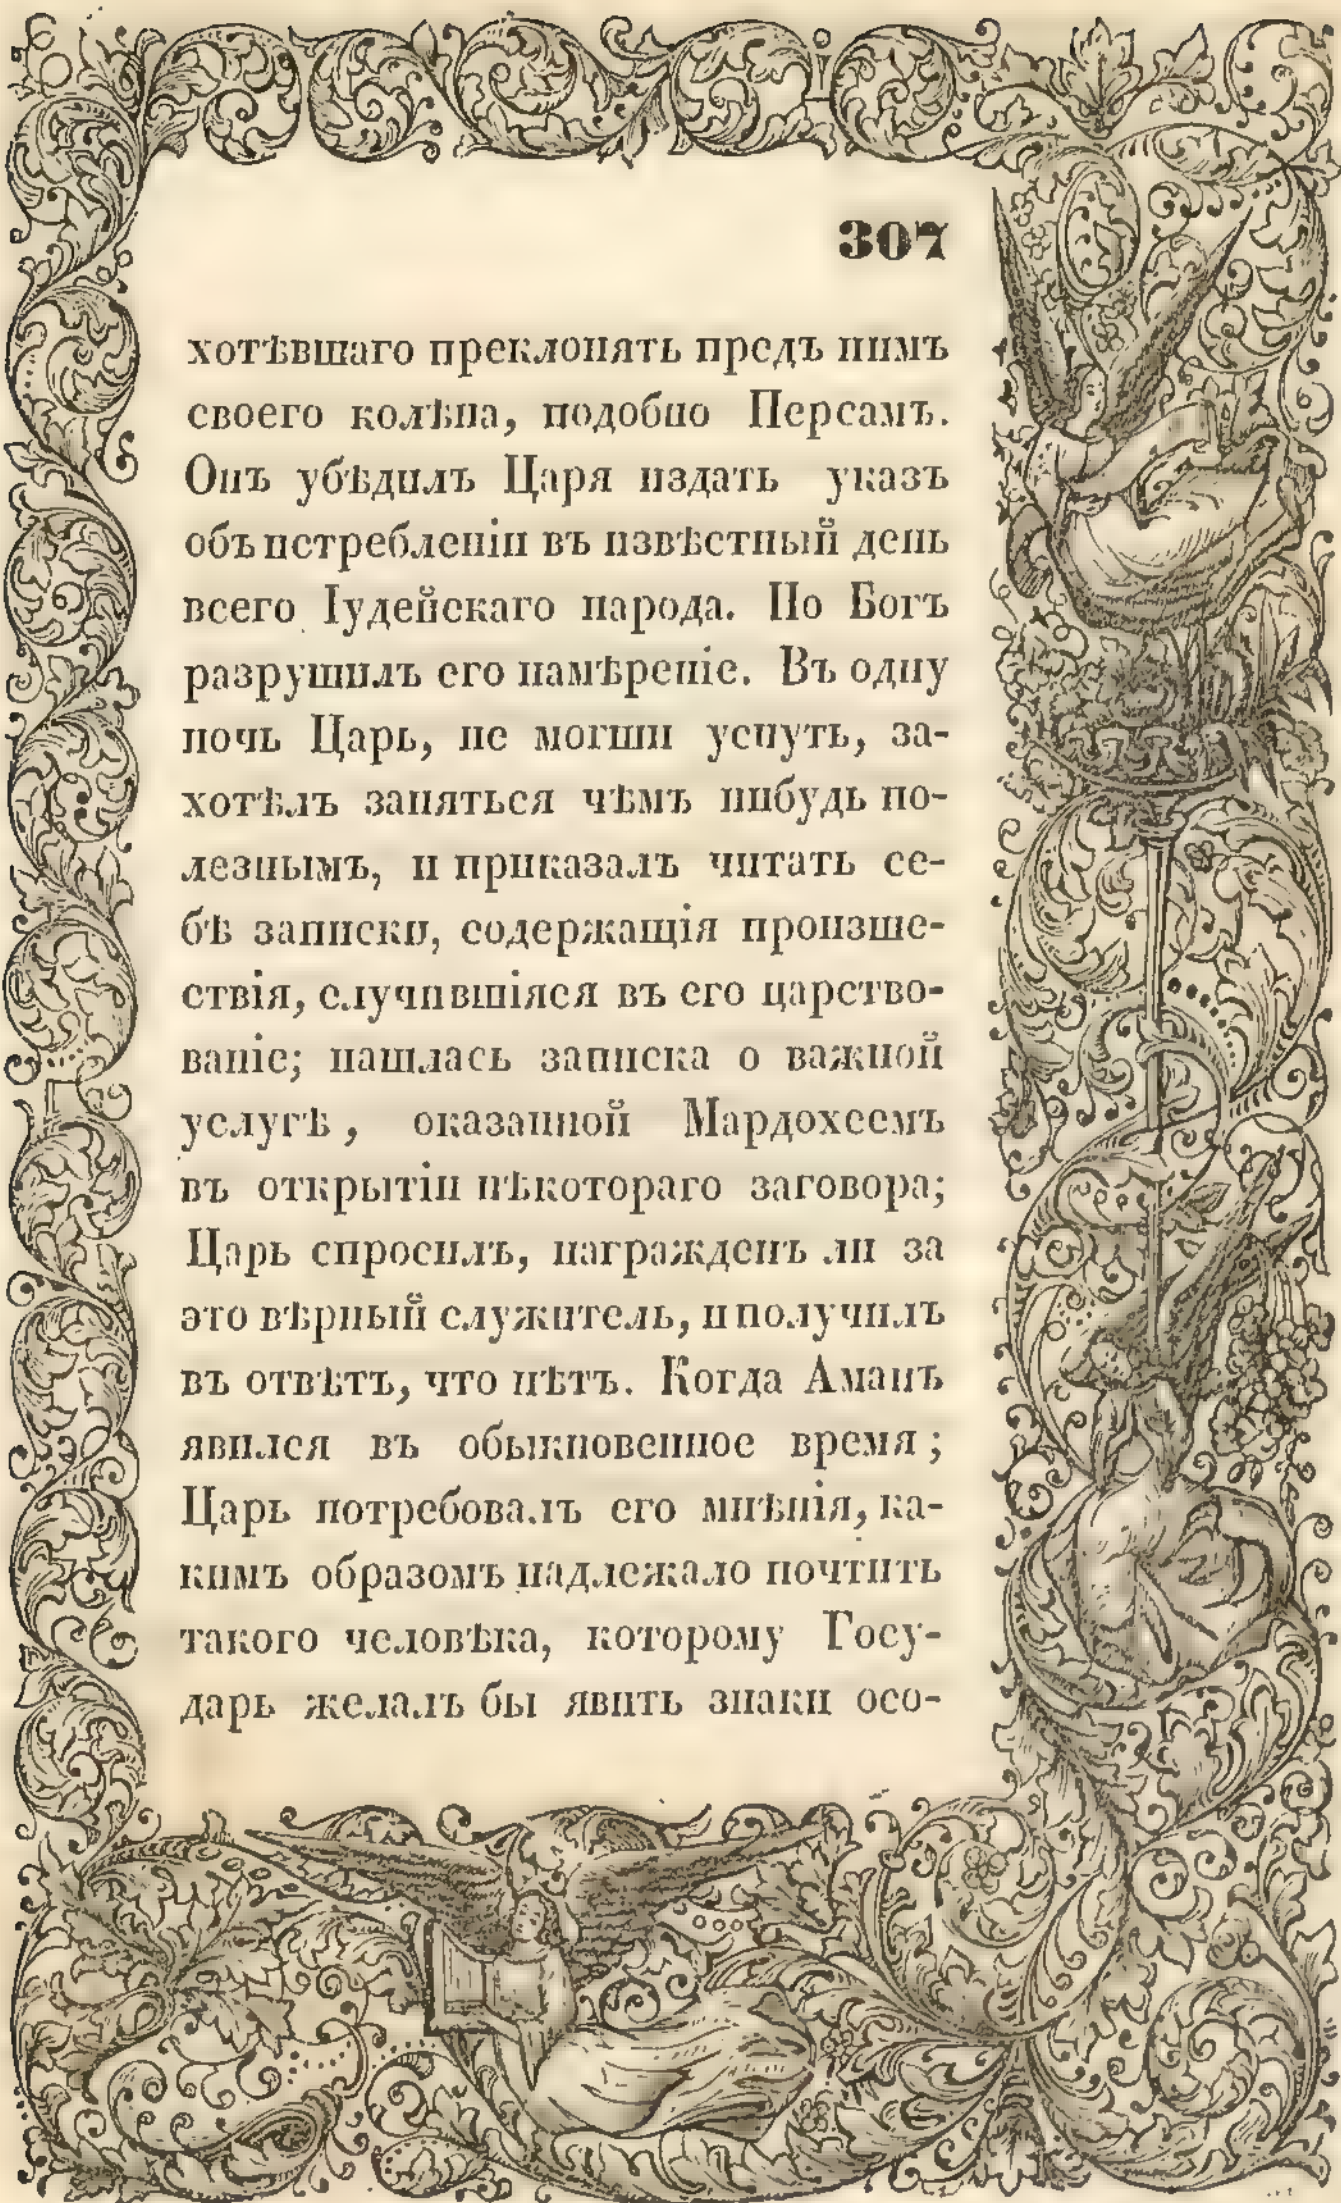 307
хотѣвшаго преклонять предъ нимъ
своего колѣна, подобно Персамъ.
Онъ убѣдилъ Царя издать указъ
объ истребленіи въ извѣстный день
всего Іудейскаго народа. Но Богъ
разрушилъ его намѣреніе. Въ одну
ночь Царь, не могши уснуть, за-
хотѣлъ заняться чѣмъ нибудь по-
лезнымъ, и приказалъ читать се-
бѣ записки, содержащія произше-
ствія, случившіяся въ его царство-
ваніе; нашлась записка о важной
услугѣ, оказанной Мардохеемъ
въ открытіи нѣкотораго заговора;
Царь спросилъ, награжденъ ли за
это вѣрный служитель, и получилъ
въ отвѣтъ, что нѣтъ. Когда Аманъ
явился въ обыкновенное время;
Царь потребовалъ его мнѣнія, ка-
кимъ образомъ надлежало почтить
такого человѣка, которому Госу-
дарь желалъ бы явить знаки осо-